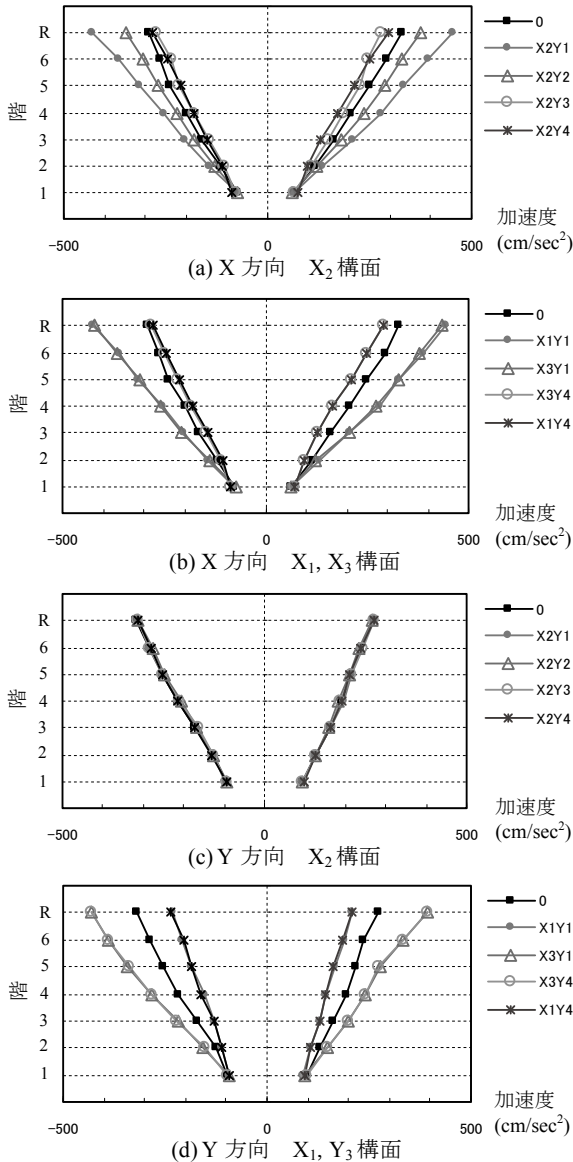 R
6
5
4
3
2
1
階
-500
0
500
加速度
(cm/sec²)
0
X2Y1
X2Y2
X2Y3
X2Y4
(a) X 方向 X₂ 構面
R
6
5
4
3
2
1
階
-500
0
500
加速度
(cm/sec²)
0
X1Y1
X3Y1
X3Y4
X1Y4
(b) X 方向 X₁, X₃ 構面
R
6
5
4
3
2
1
階
-500
0
500
加速度
(cm/sec²)
0
X2Y1
X2Y2
X2Y3
X2Y4
(c) Y 方向 X₂ 構面
R
6
5
4
3
2
1
階
-500
0
500
加速度
(cm/sec²)
0
X1Y1
X3Y1
X3Y4
X1Y4
(d) Y 方向 X₁, Y₃ 構面